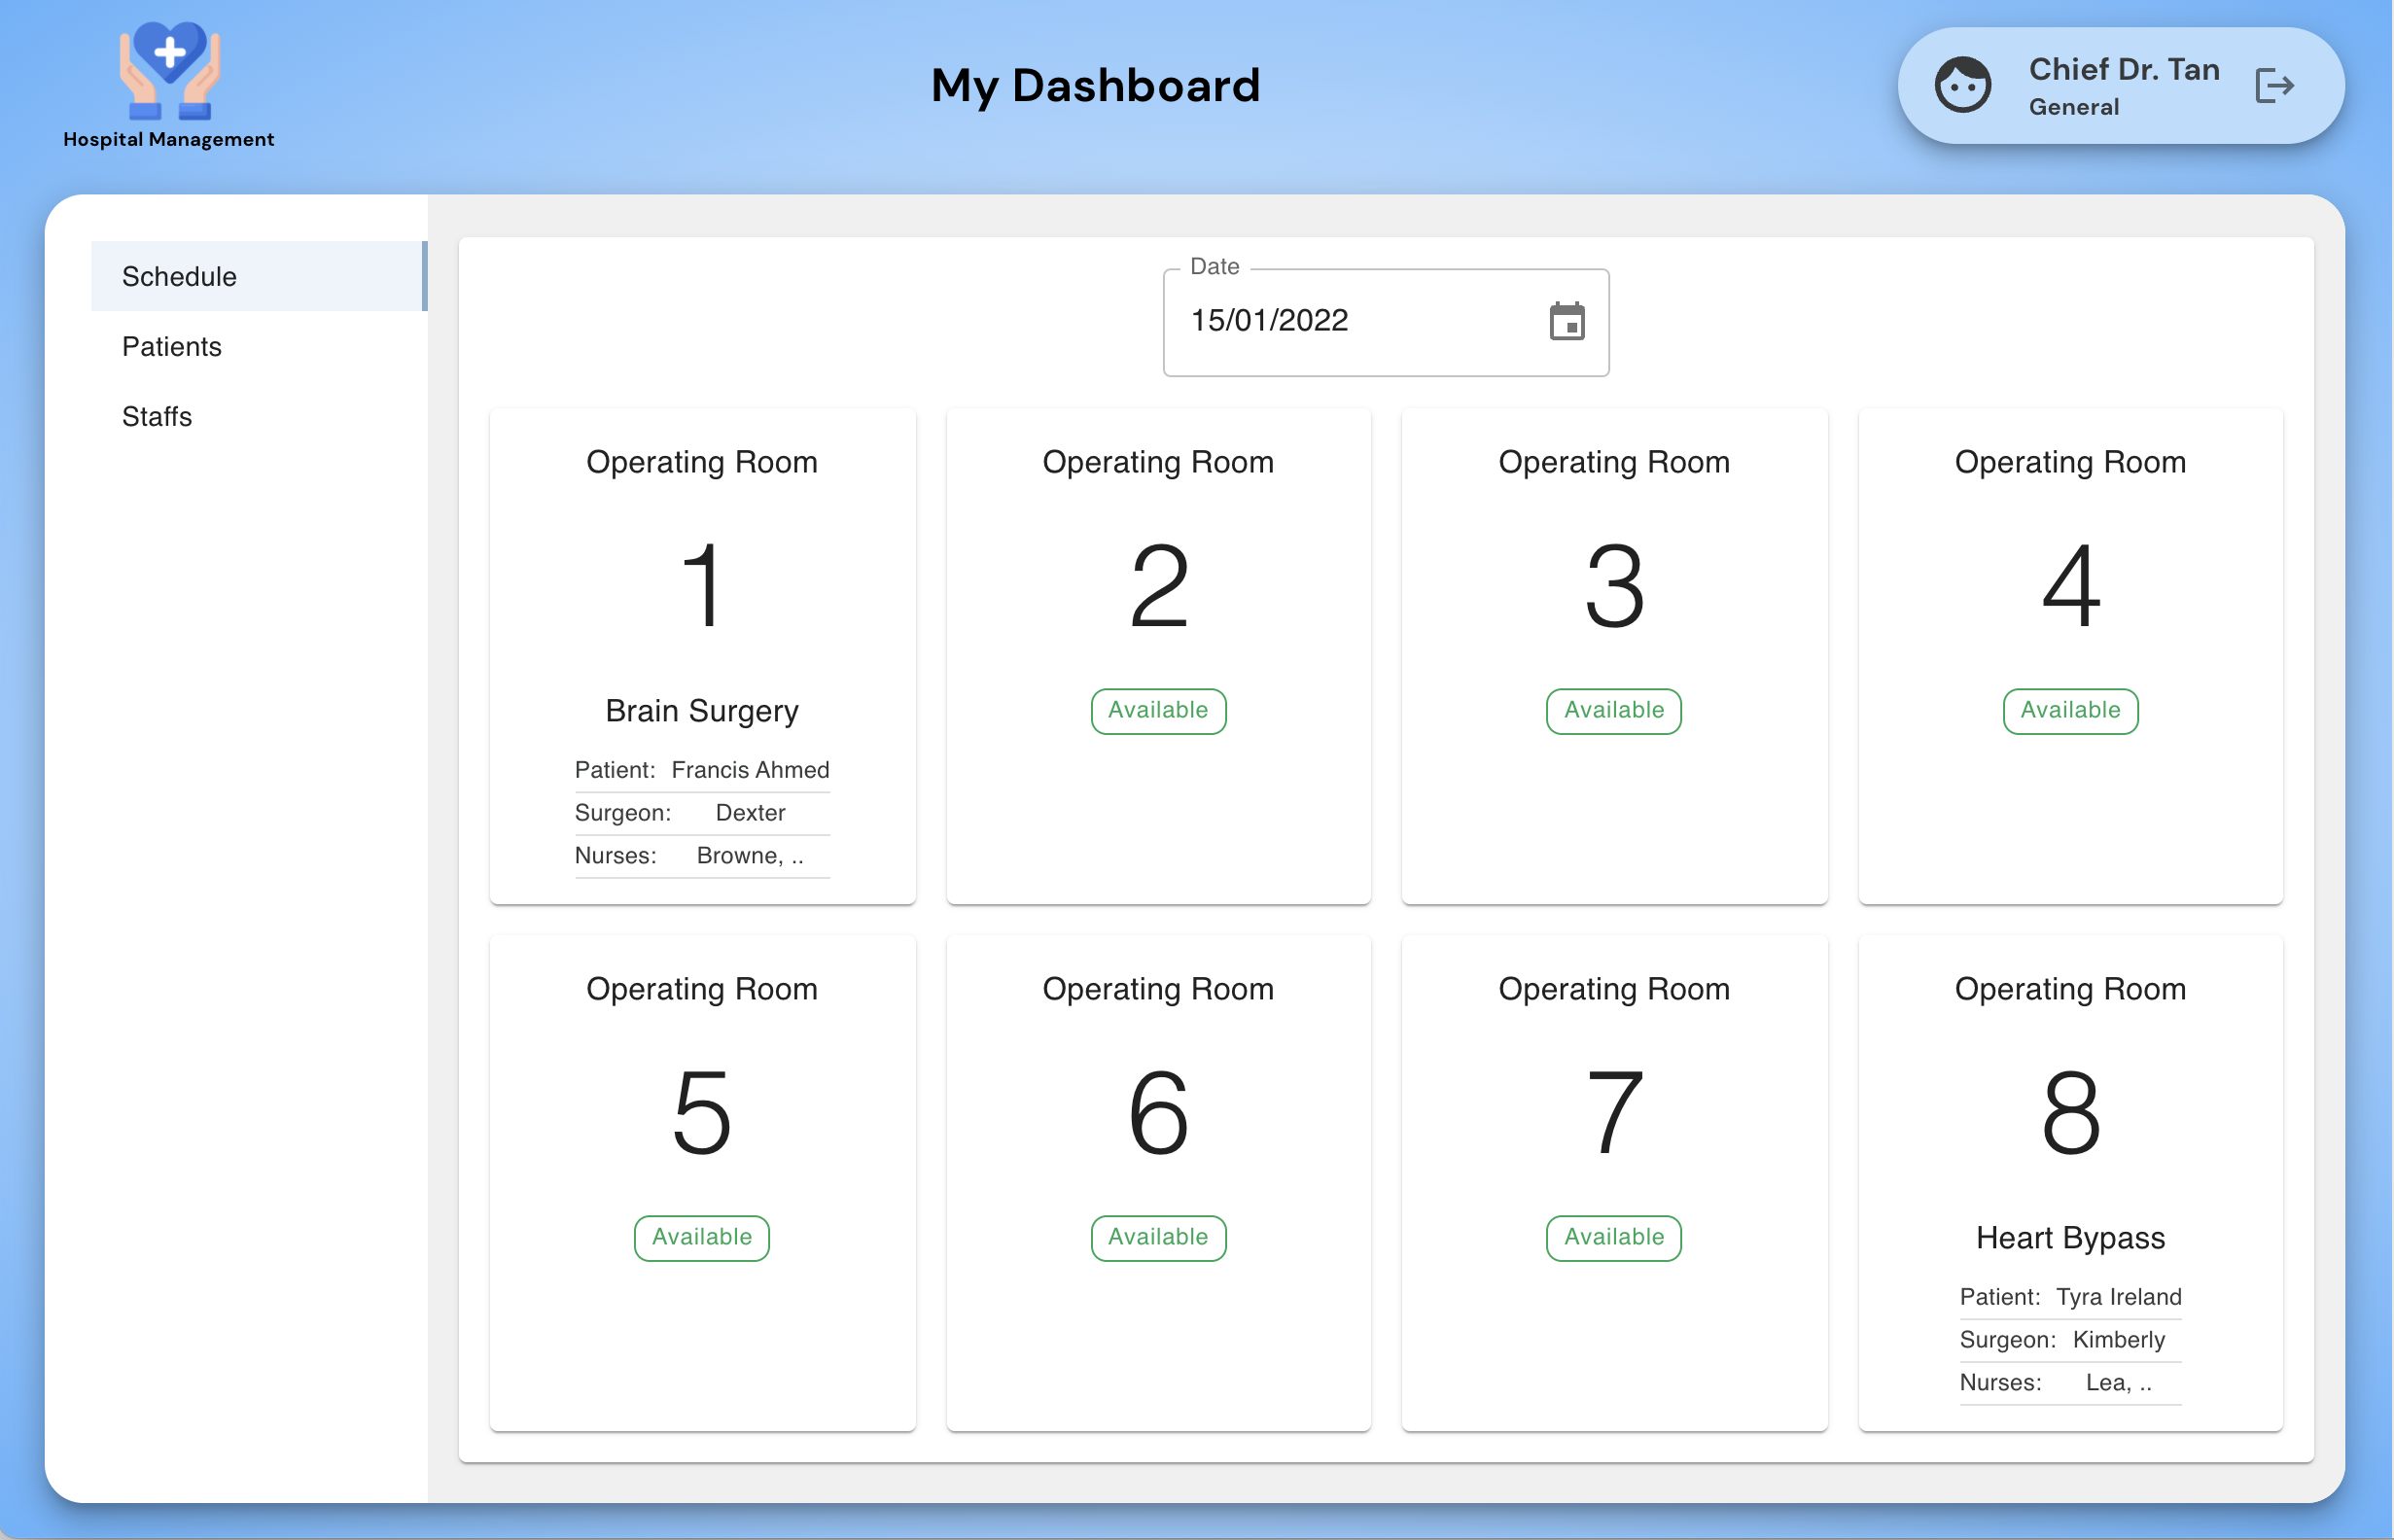 Hospital Management
My Dashboard
Chief Dr. Tan
General
Schedule
Patients
Staffs
Date
15/01/2022
Operating Room
1
Brain Surgery
Patient: Francis Ahmed
Surgeon: Dexter
Nurses: Browne, ..
Operating Room
2
Available
Operating Room
3
Available
Operating Room
4
Available
Operating Room
5
Available
Operating Room
6
Available
Operating Room
7
Available
Operating Room
8
Heart Bypass
Patient: Tyra Ireland
Surgeon: Kimberly
Nurses: Lea, ..